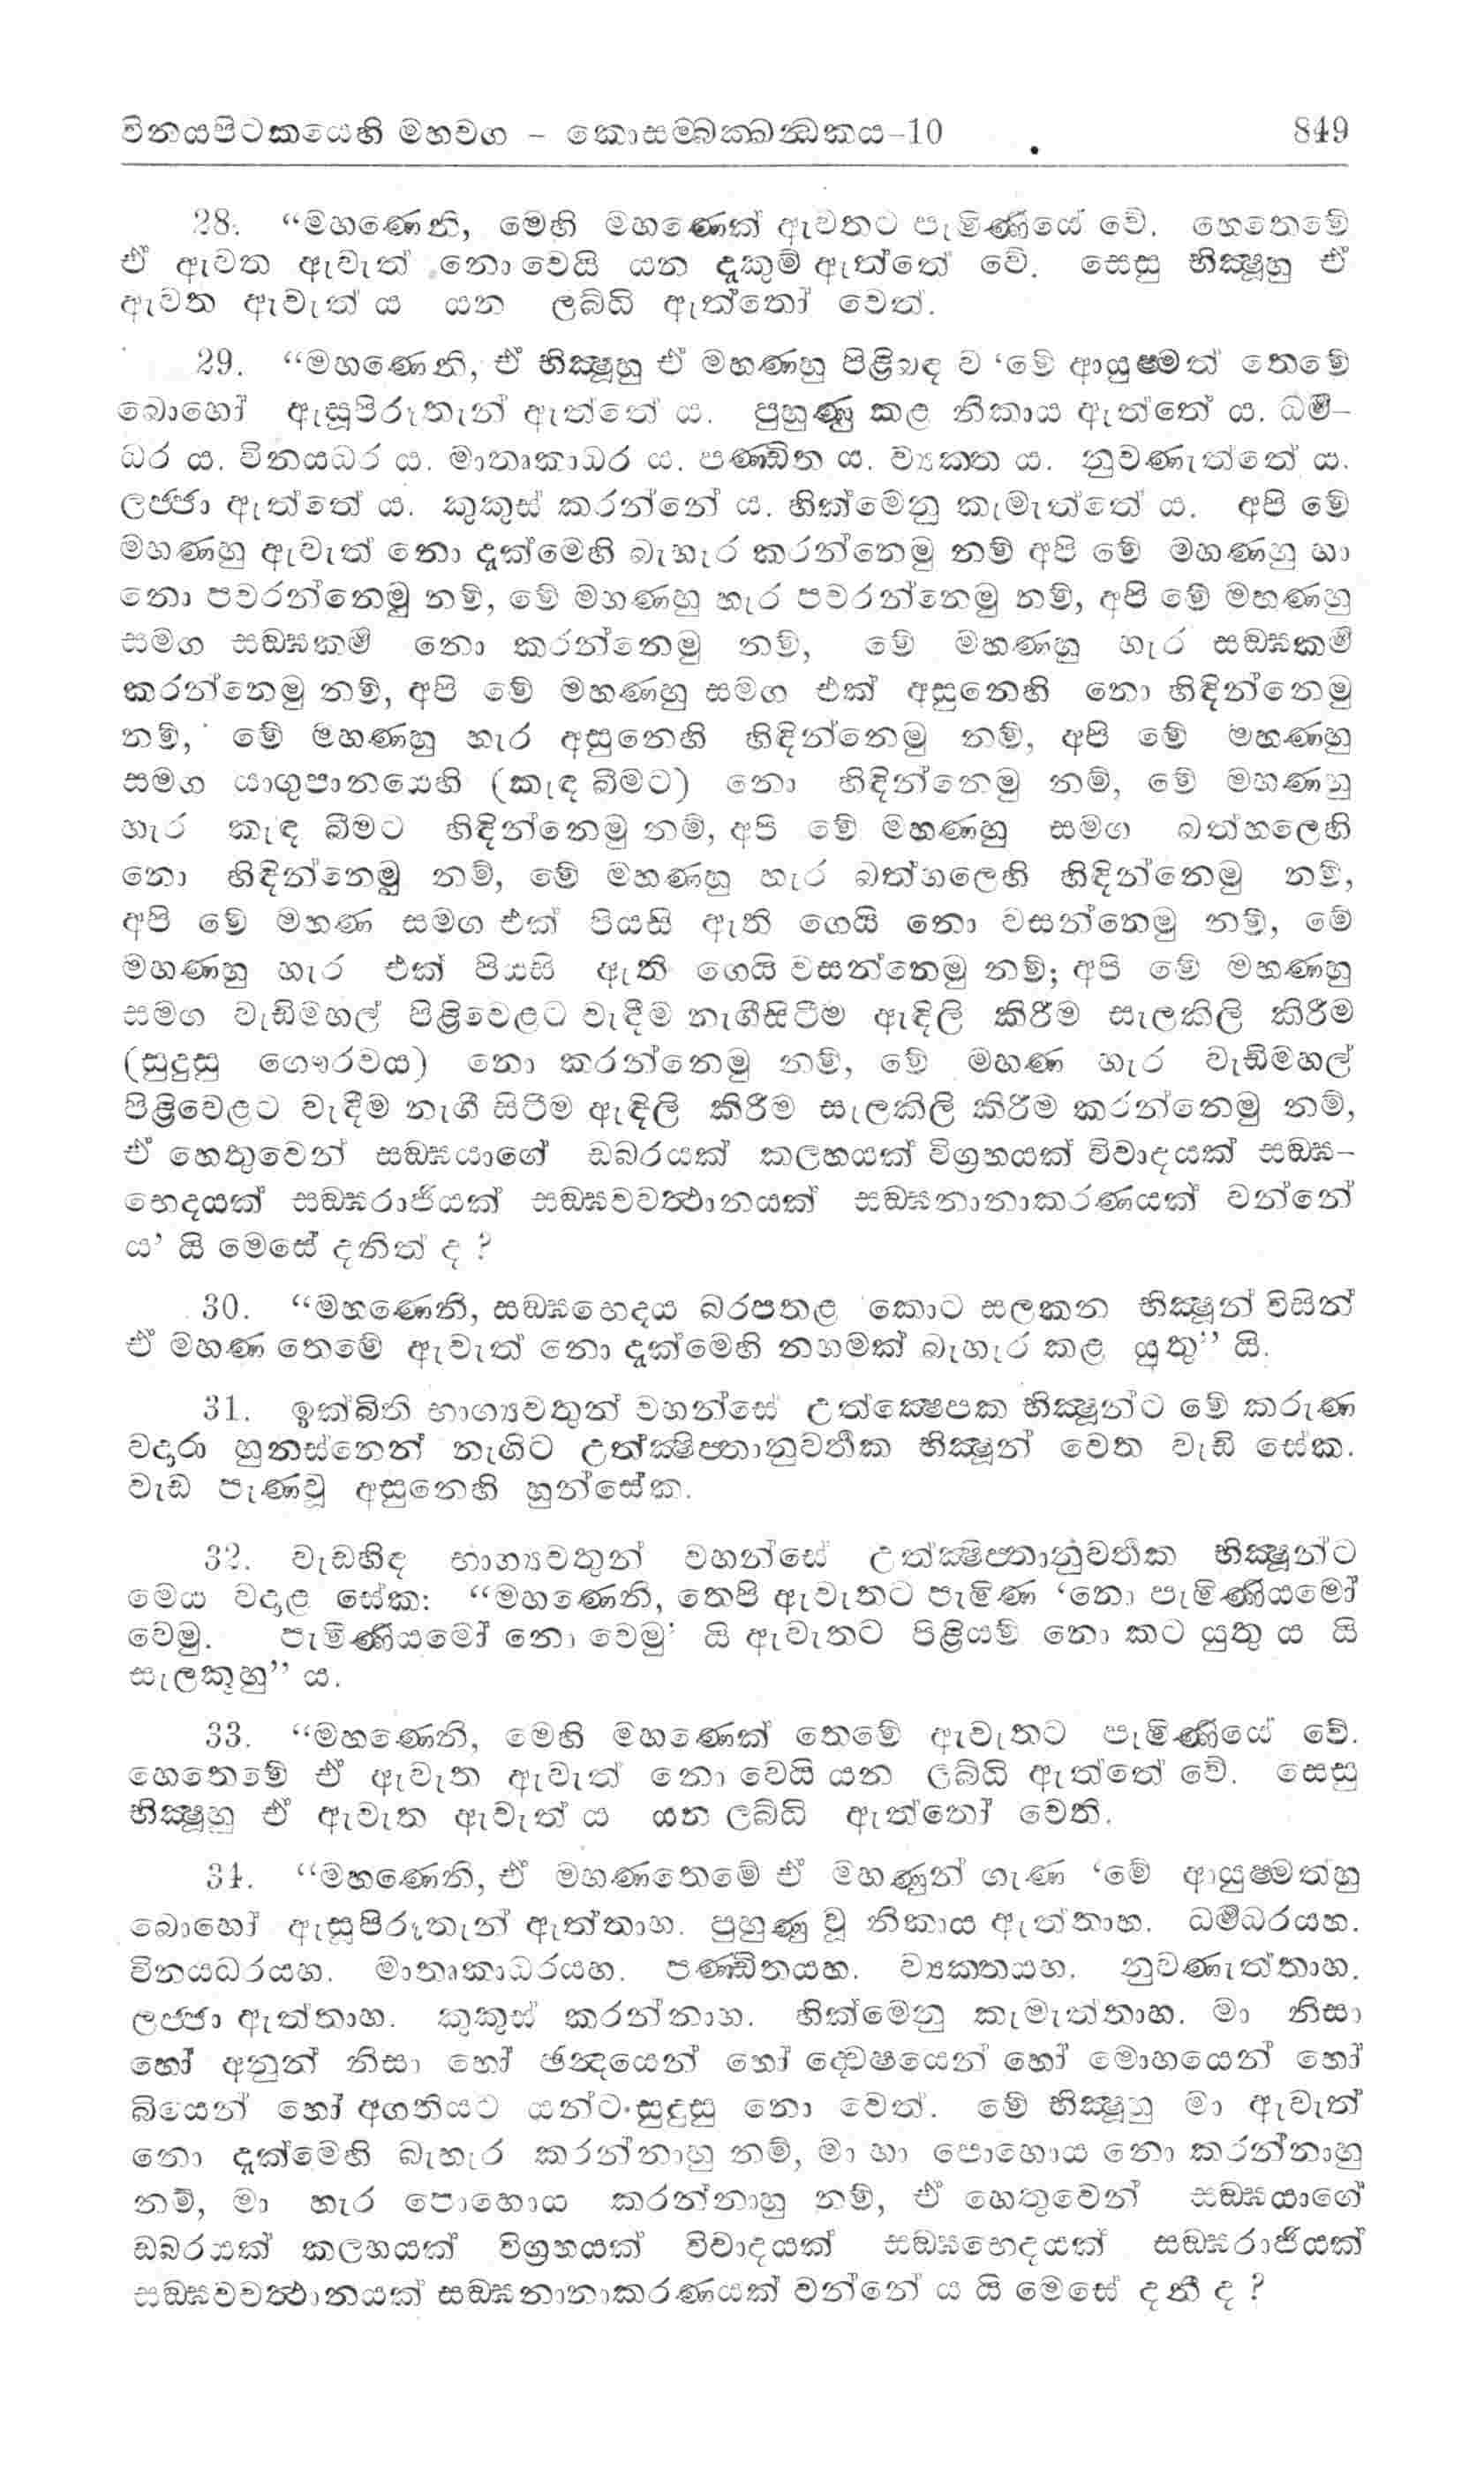 විනයපිටකයෙහි මහවග – කොසම්බක්ඛන්ධකය–10 849
28. “මහණෙනි, මෙහි මහණෙක් ඇවතට පැමිණියේ වේ. හෙතෙමේ
ඒ ඇවත ඇවැත් නො වෙයි යන දෘකුම් ඇත්තේ වේ. සෙසු භික්‍ෂූහු ඒ
ඇවත ඇවැත් ය යන ලබ්ධි ඇත්තෝ වෙත්.
29. “මහණෙනි, ඒ භික්‍ෂූහු ඒ මහණහු පිළිබඳ ව ‘මේ ආයුෂ්මත් තෙමේ
බොහෝ ඇසූපිරූතැන් ඇත්තේ ය. පුහුණු කළ නිකාය ඇත්තේ ය. ධර්ම–
ධර ය. විනයධර ය. මාතෘකාධර ය. පණ්ඩිත ය. ව්‍යක්ත ය. නුවණැත්තේ ය.
ලජ්ජා ඇත්තේ ය. කුකුස් කරන්නේ ය. හික්මෙනු කැමැත්තේ ය. අපි මේ
මහණහු ඇවැත් නො දෘක්මෙහි බැහැර කරන්නෙමු නම් අපි මේ මහණහු හා
නො පවරන්නෙමු නම්, මේ මහණහු හැර පවරන්නෙමු නම්, අපි මේ මහණහු
සමග සඞ්ඝකර්ම නො කරන්නෙමු නම්, මේ මහණහු හැර සඞ්ඝකර්ම
කරන්නෙමු නම්, අපි මේ මහණහු සමග එක් අසුනෙහි නො හිඳින්නෙමු
නම්, මේ මහණහු හැර අසුනෙහි හිඳින්නෙමු නම්, අපි මේ මහණහු
සමග යාගුපානයෙහි (කැඳ බීමට) නො හිඳින්නෙමු නම්, මේ මහණහු
හැර කැඳ බීමට හිඳින්නෙමු නම්, අපි මේ මහණහු සමග බත්හලෙහි
නො හිඳින්නෙමු නම්, මේ මහණහු හැර බත්හලෙහි හිඳින්නෙමු නම්,
අපි මේ මහණ සමග එක් පියසි ඇති ගෙයි නො වසන්නෙමු නම්, මේ
මහණහු හැර එක් පියසි ඇති ගෙයි වසන්නෙමු නම්; අපි මේ මහණහු
සමග වැඩිමහල් පිළිවෙළට වැඳීම නැගීසිටීම ඇඳිලි කිරීම සැලකිලි කිරීම
(සුදුසු ගෞරවය) නො කරන්නෙමු නම්, මේ මහණ හැර වැඩිමහල්
පිළිවෙළට වැඳීම නැගී සිටීම ඇඳිලි කිරීම සැලකිලි කිරීම කරන්නෙමු නම්,
ඒ හෙතුවෙන් සඞ්ඝයාගේ ඩබරයක් කලහයක් විග්‍රහයක් විවාදයක් සඞ්ඝ–
භෙදයක් සඞ්ඝරාජියක් සඞ්ඝව්‍යවස්ථානයක් සඞ්ඝනානාකරණයක් වන්නේ
ය’ යි මෙසේ දනිත් ද ?
30. “මහණෙනි, සඞ්ඝභෙදය බරපතළ කොට සලකන භික්‍ෂූන් විසින්
ඒ මහණ තෙමේ ඇවැත් නො දෘක්මෙහි නහමක් බැහැර කළ යුතු” යි.
31. ඉක්බිති භාග්‍යවතුන් වහන්සේ උත්ක්‍ෂෙපක භික්‍ෂූන්ට මේ කරුණ
වදාරා හුනස්නෙන් නැගිට උත්ක්‍ෂිප්තානුවර්තක භික්‍ෂූන් වෙත වැඩි සේක.
වැඩ පැණවූ අසුනෙහි හුන්සේක.
32. වැඩහිඳ භාග්‍යවතුන් වහන්සේ උත්ක්‍ෂිප්තානුවර්තක භික්‍ෂූන්ට
මෙය වදාළ සේක: “මහණෙනි, තෙපි ඇවැතට පැමිණ ‘නො පැමිණියමෝ
වෙමු. පැමිණියමෝ නො වෙමු’ යි ඇවැතට පිළියම් නො කට යුතු ය යි
සැලකූහු” ය.
33. “මහණෙනි, මෙහි මහණෙක් තෙමේ ඇවැතට පැමිණියේ වේ.
හෙතෙමේ ඒ ඇවැත ඇවැත් නො වෙයි යන ලබ්ධි ඇත්තේ වේ. සෙසු
භික්‍ෂූහු ඒ ඇවැත ඇවැත් ය යන ලබ්ධි ඇත්තෝ වෙති.
34. “මහණෙනි, ඒ මහණතෙමේ ඒ මහණුන් ගැණ ‘මේ ආයුෂ්මත්හු
බොහෝ ඇසූපිරූතැන් ඇත්තාහ. පුහුණු වූ නිකාය ඇත්තාහ. ධර්මධරයහ.
විනයධරයහ. මාතෘකාධරයහ. පණ්ඩිතයහ. ව්‍යක්තයහ. නුවණැත්තාහ.
ලජ්ජා ඇත්තාහ. කුකුස් කරන්නාහ. හික්මෙනු කැමැත්තාහ. මා නිසා
හෝ අනුන් නිසා හෝ ඡන්දයෙන් හෝ ද්වෙෂයෙන් හෝ මොහයෙන් හෝ
බියෙන් හෝ අගතියට යන්ට සුදුසු නො වෙත්. මේ භික්‍ෂූහු මා ඇවැත්
නො දෘක්මෙහි බැහැර කරන්නාහු නම්, මා හා පොහොය නො කරන්නාහු
නම්, මා හැර පොහොය කරන්නාහු නම්, ඒ හෙතුවෙන් සඞ්ඝයාගේ
ඩබරයක් කලහයක් විග්‍රහයක් විවාදයක් සඞ්ඝභෙදයක් සඞ්ඝරාජියක්
සඞ්ඝව්‍යවස්ථානයක් සඞ්ඝනානාකරණයක් වන්නේ ය යි මෙසේ දනී ද ?